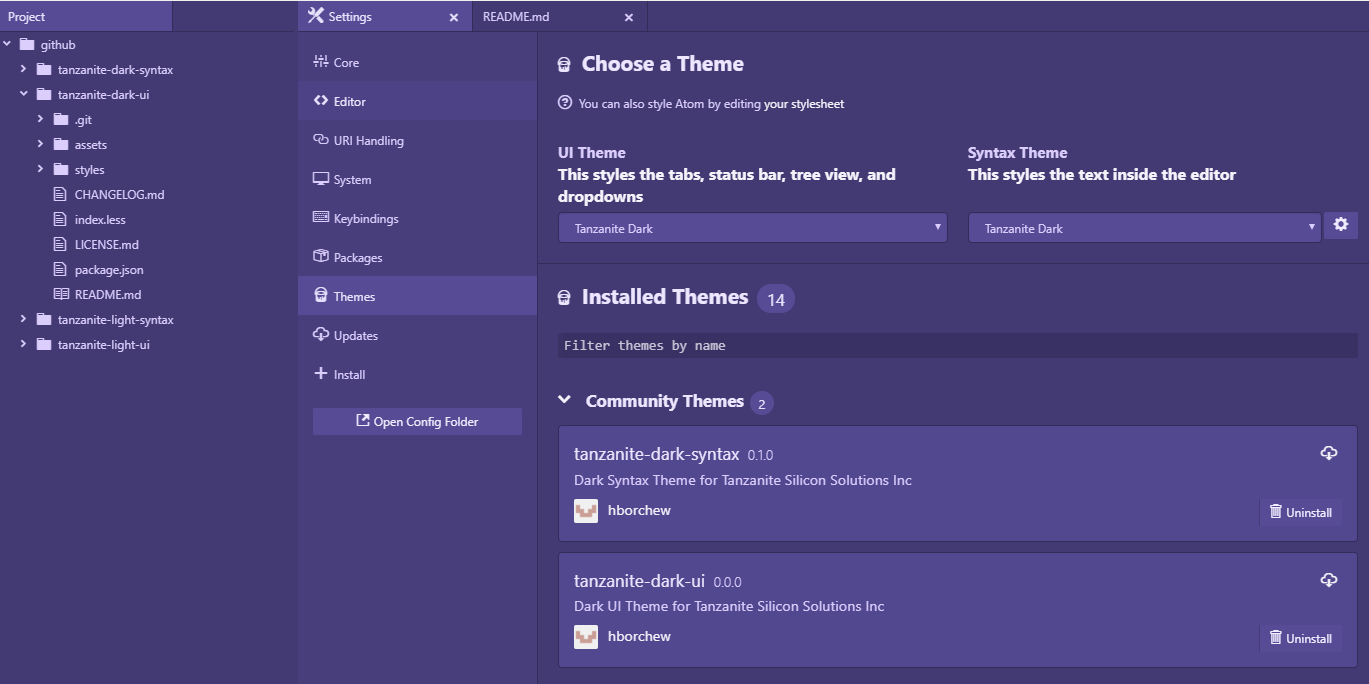 Project
Settings
README.md
github
tanzanite-dark-syntax
tanzanite-dark-ui
.git
assets
styles
CHANGELOG.md
index.less
LICENSE.md
package.json
README.md
tanzanite-light-syntax
tanzanite-light-ui
Core
Editor
URI Handling
System
Keybindings
Packages
Themes
Updates
Install
Open Config Folder
Choose a Theme
You can also style Atom by editing your stylesheet
UI Theme
This styles the tabs, status bar, tree view, and
dropdowns
Tanzanite Dark
Syntax Theme
This styles the text inside the editor
Tanzanite Dark
Installed Themes 14
Filter themes by name
Community Themes 2
tanzanite-dark-syntax 0.1.0
Dark Syntax Theme for Tanzanite Silicon Solutions Inc
hborchew
Uninstall
tanzanite-dark-ui 0.0.0
Dark UI Theme for Tanzanite Silicon Solutions Inc
hborchew
Uninstall